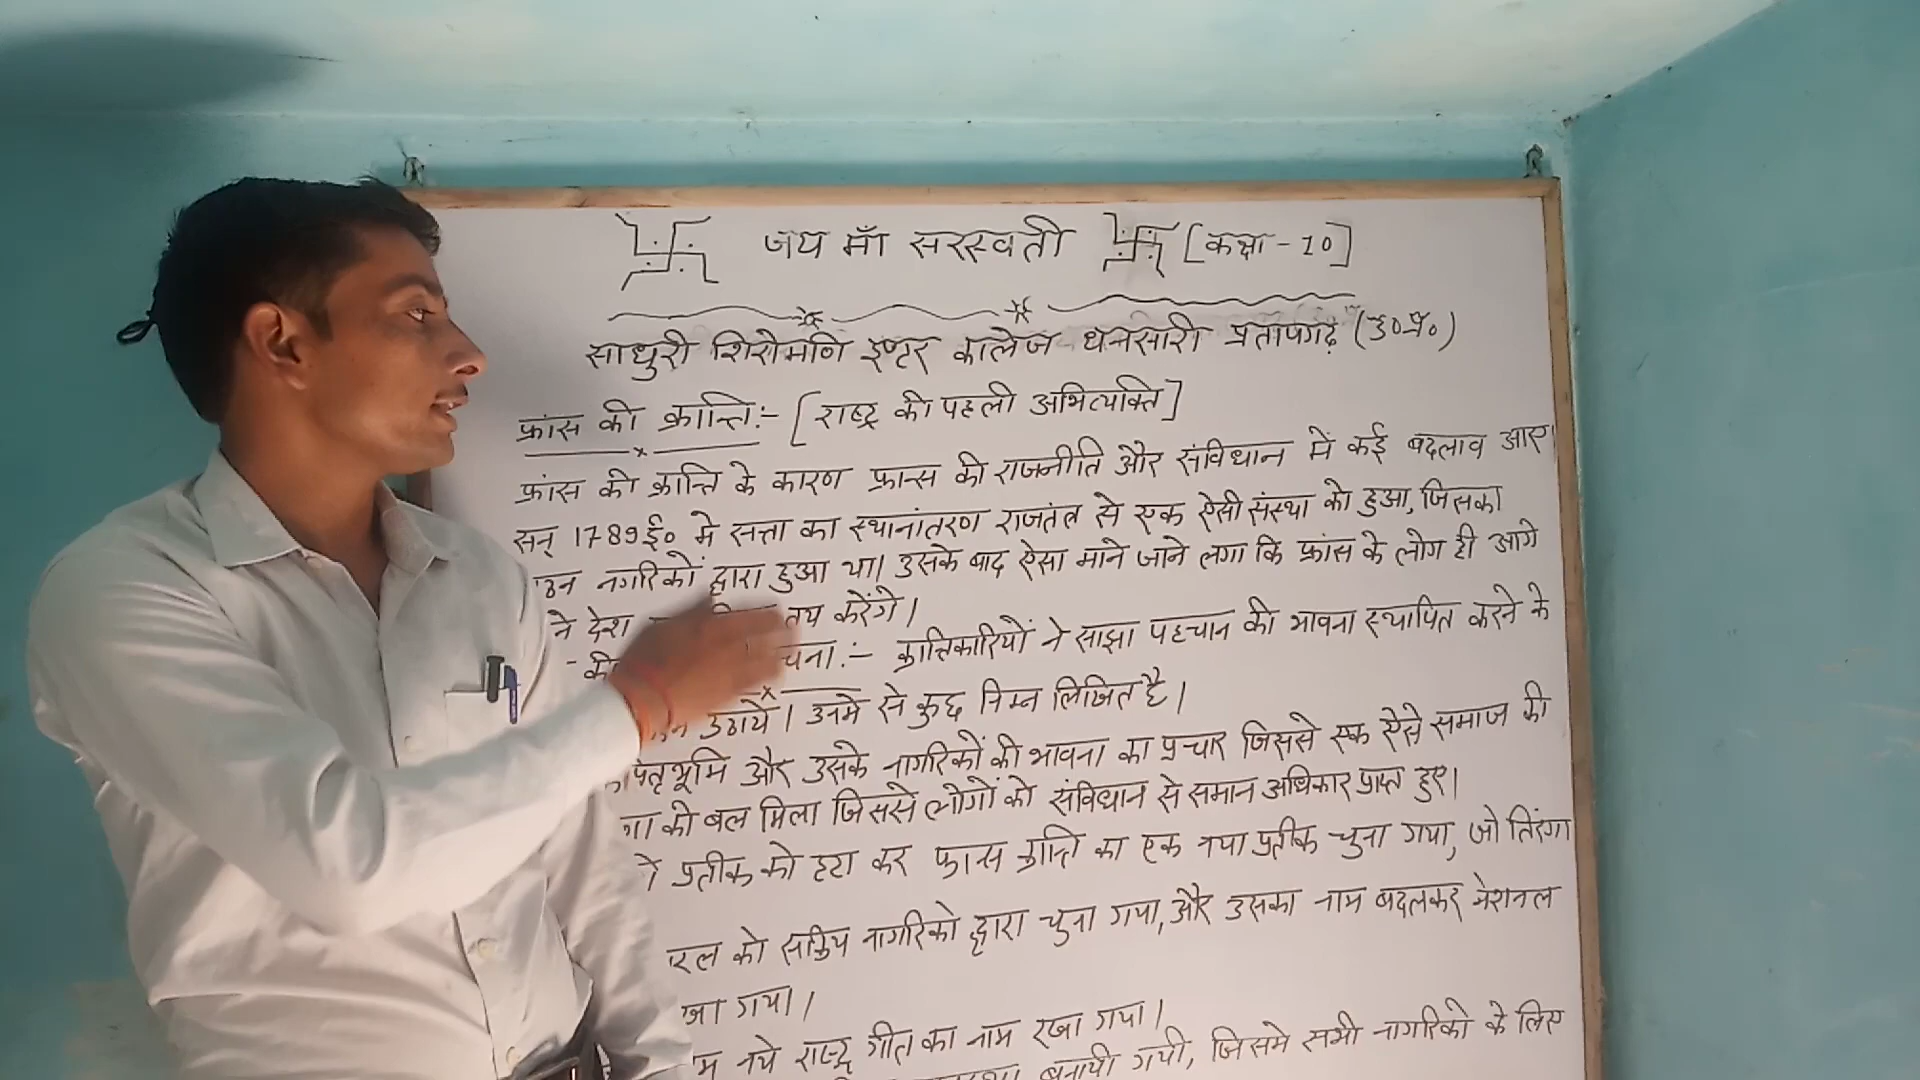 जय माँ सरस्वती [कक्षा - 10]
साधुरी शिरोमणि इण्टर कालेज धनसारी प्रतापगढ़ (उ०प्र०)
फ्रांस की क्रान्ति:- [राष्ट्र की पहली अभिव्यक्ति]
फ्रांस की क्रान्ति के कारण फ्रान्स की राजनीति और संविधान में कई बदलाव आए।
सन् 1789ई० मे सत्ता का स्थानांतरण राजतंत्र से एक ऐसी संस्था को हुआ, जिसका
नागरिकों द्वारा हुआ था। उसके बाद ऐसा माने जाने लगा कि फ्रांस के लोग ही आगे
देश तय करेंगे।
क्रान्तिकारियों ने साझा पहचान की भावना स्थापित करने के
उठाये। उनमे से कुछ निम्न लिखित है।
पितृभूमि और उसके नागरिकों की भावना का प्रचार जिससे एक ऐसे समाज की
को बल मिला जिससे लोगों को संविधान से समान अधिकार प्राप्त हुए।
प्रतीक को हटा कर फ्रान्स क्रान्ति का एक नया प्रतीक चुना गया, जो तिरंगा
को सक्रिय नागरिको द्वारा चुना गया, और उसका नाम बदलकर नेशनल
गया।
नये राष्ट्र गीत का नाम रखा गया।
बनायी गयी, जिसमे सभी नागरिको के लिए